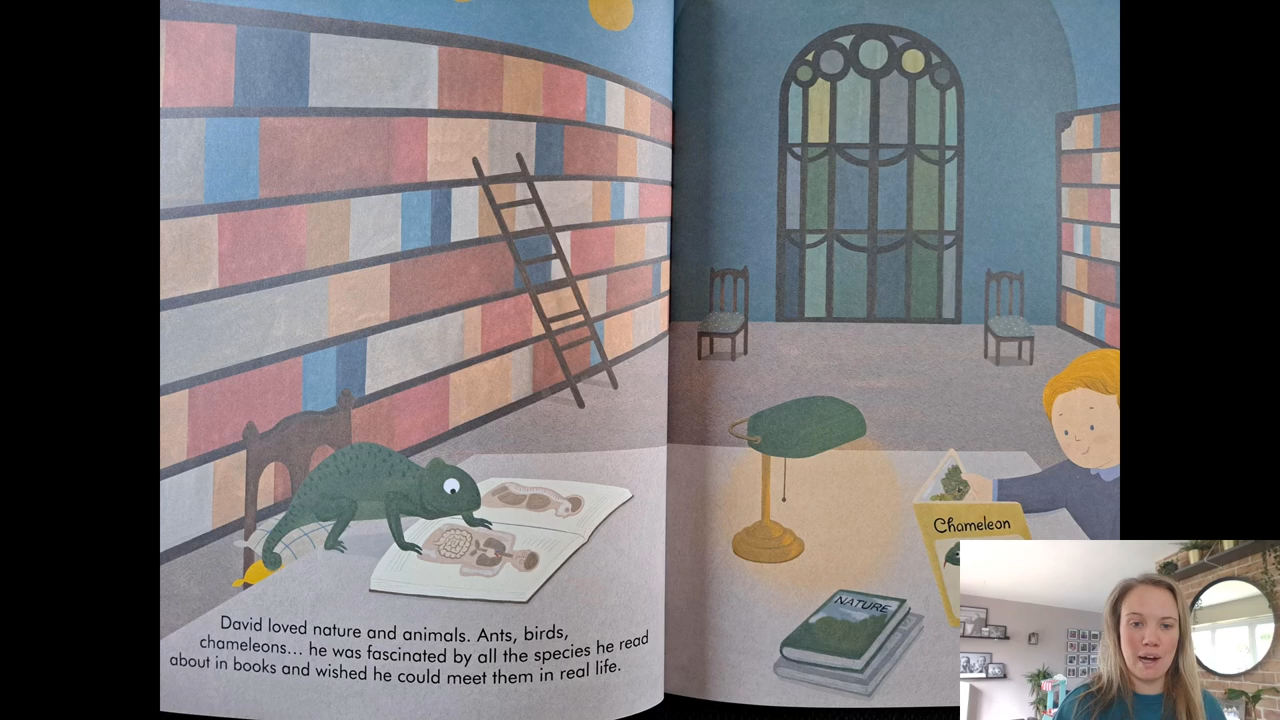 David loved nature and animals. Ants, birds,
chameleons... he was fascinated by all the species he read
about in books and wished he could meet them in real life.
Chameleon
NATURE